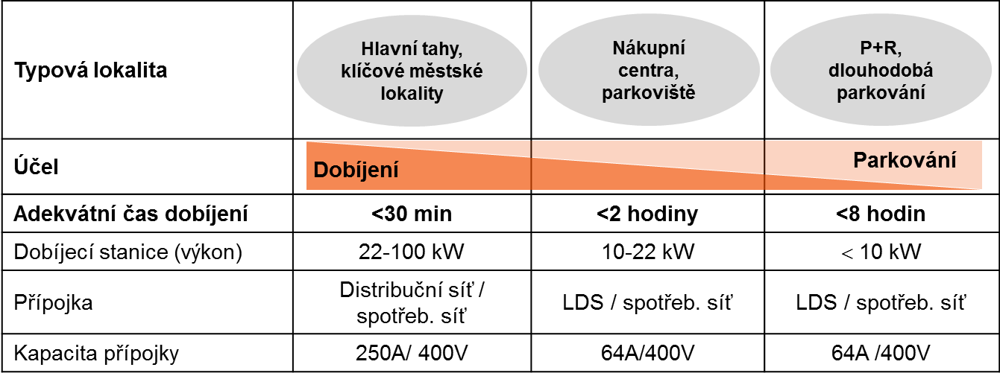 Typová lokalita
Hlavní tahy,
klíčové městské
lokality
Nákupní
centra,
parkoviště
P+R,
dlouhodobá
parkování
Účel
Dobíjení
Parkování
Adekvátní čas dobíjení
<30 min
<2 hodiny
<8 hodin
Dobíjecí stanice (výkon)
22-100 kW
10-22 kW
< 10 kW
Přípojka
Distribuční síť /
spotřeb. síť
LDS / spotřeb. síť
LDS / spotřeb. síť
Kapacita přípojky
250A/ 400V
64A/400V
64A /400V